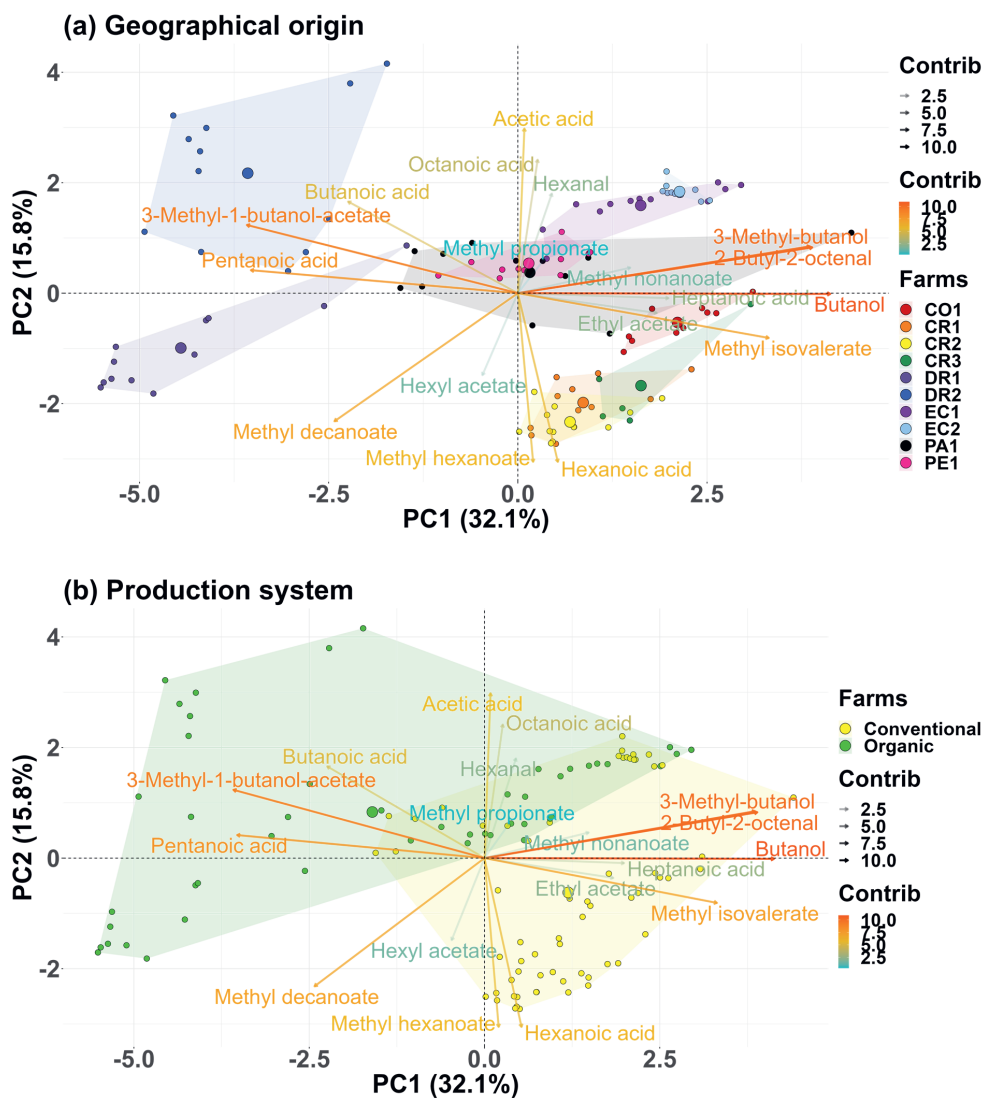 (a) Geographical origin
PC2 (15.8%)
4
2
0
-2
-5.0
-2.5
0.0
2.5
PC1 (32.1%)
Acetic acid
Octanoic acid
Hexanal
Butanoic acid
3-Methyl-1-butanol-acetate
Pentanoic acid
Methyl propionate
3-Methyl-butanol
2-Butyl-2-octenal
Methyl nonanoate
Heptanoic acid
Butanol
Ethyl acetate
Methyl isovalerate
Hexyl acetate
Methyl decanoate
Methyl hexanoate
Hexanoic acid
Contrib
2.5
5.0
7.5
10.0
Contrib
10.0
7.5
5.0
2.5
Farms
CO1
CR1
CR2
CR3
DR1
DR2
EC1
EC2
PA1
PE1
(b) Production system
PC2 (15.8%)
4
2
0
-2
-5.0
-2.5
0.0
2.5
PC1 (32.1%)
Acetic acid
Octanoic acid
Butanoic acid
Hexanal
3-Methyl-1-butanol-acetate
Methyl propionate
3-Methyl-butanol
2-Butyl-2-octenal
Pentanoic acid
Methyl nonanoate
Butanol
Heptanoic acid
Ethyl acetate
Methyl isovalerate
Hexyl acetate
Methyl decanoate
Methyl hexanoate
Hexanoic acid
Farms
Conventional
Organic
Contrib
2.5
5.0
7.5
10.0
Contrib
10.0
7.5
5.0
2.5